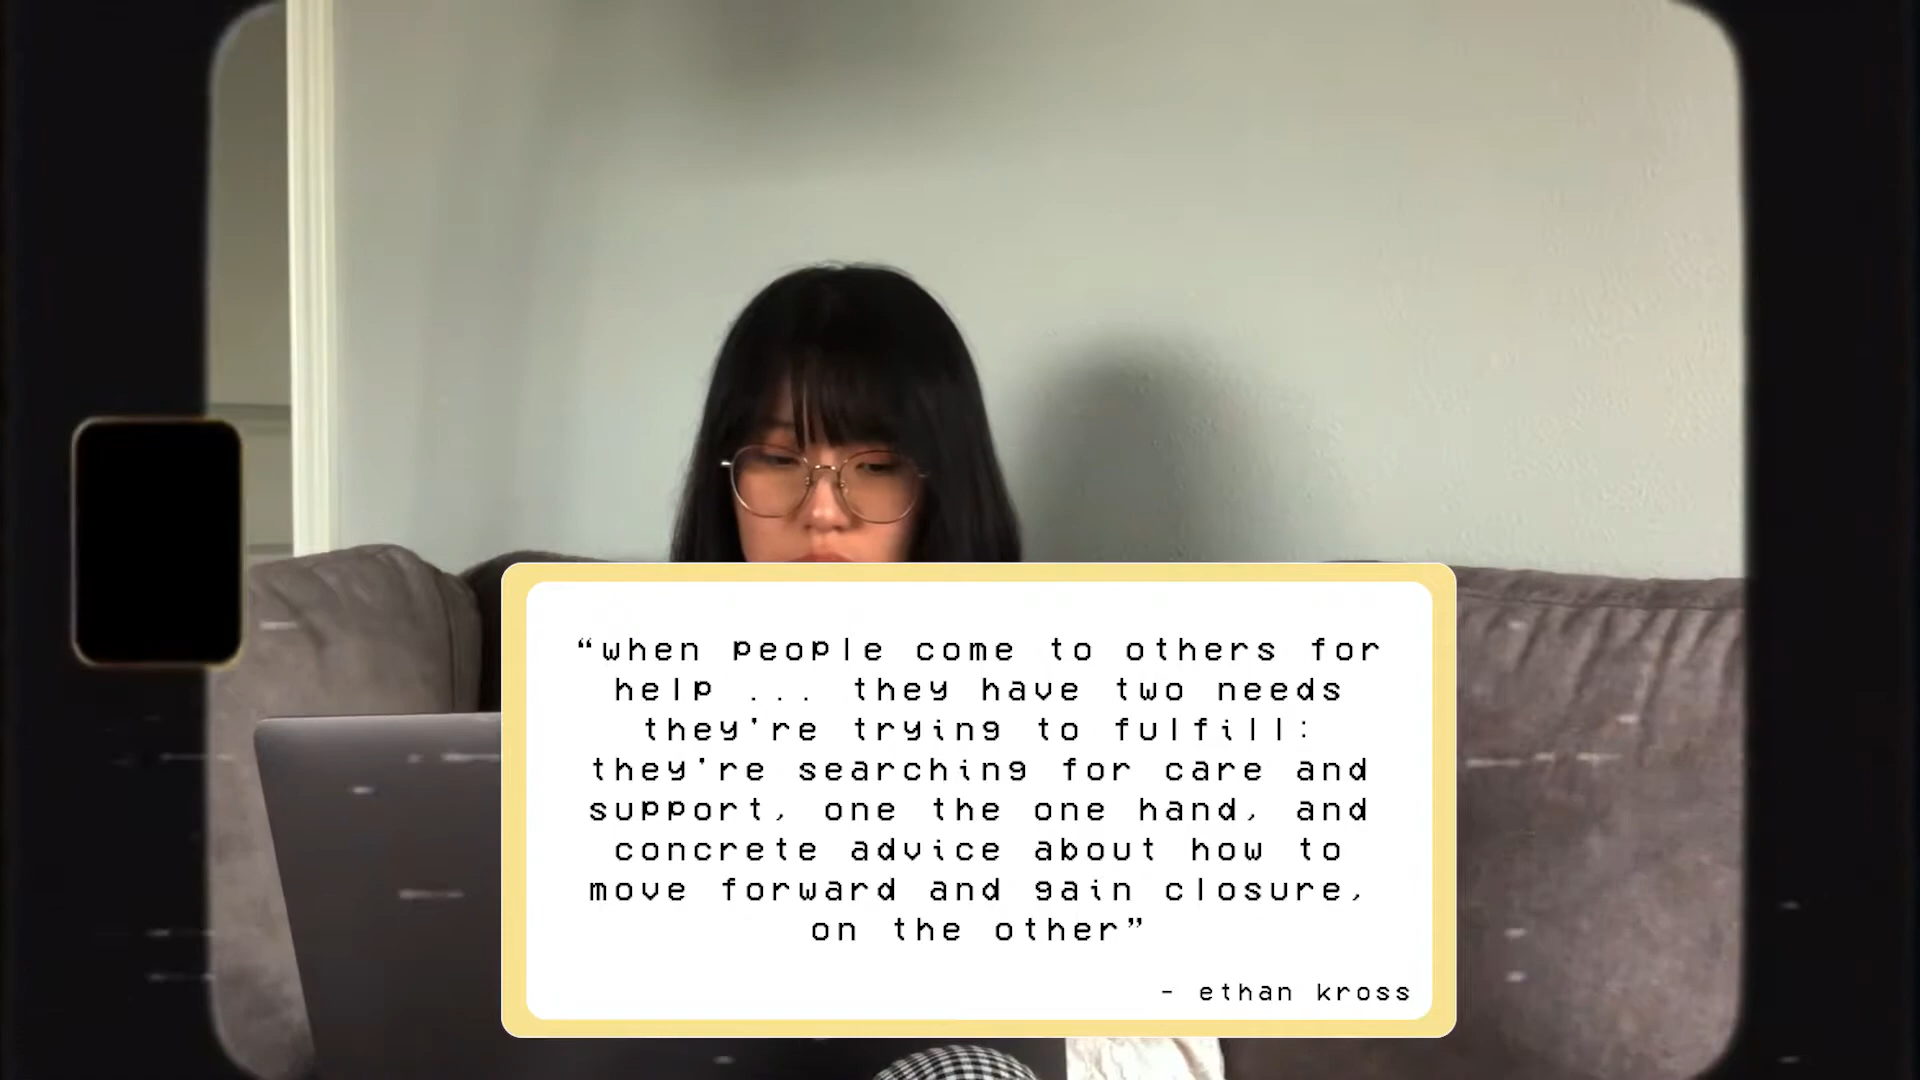 “when people come to others for
help ... they have two needs
they're trying to fulfill:
they're searching for care and
support, one the one hand, and
concrete advice about how to
move forward and gain closure,
on the other”
- ethan kross